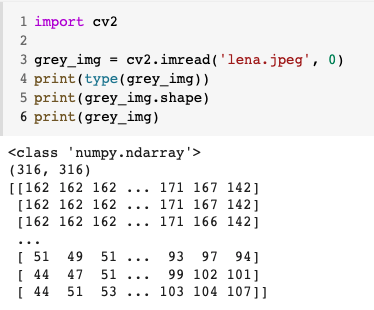 1 import cv2
2
3 grey_img = cv2.imread('lena.jpeg', 0)
4 print(type(grey_img))
5 print(grey_img.shape)
6 print(grey_img)
<class 'numpy.ndarray'>
(316, 316)
[[162 162 162 ... 171 167 142]
 [162 162 162 ... 171 167 142]
 [162 162 162 ... 171 166 142]
 ...
 [ 51  49  51 ...  93  97  94]
 [ 44  47  51 ...  99 102 101]
 [ 44  51  53 ... 103 104 107]]